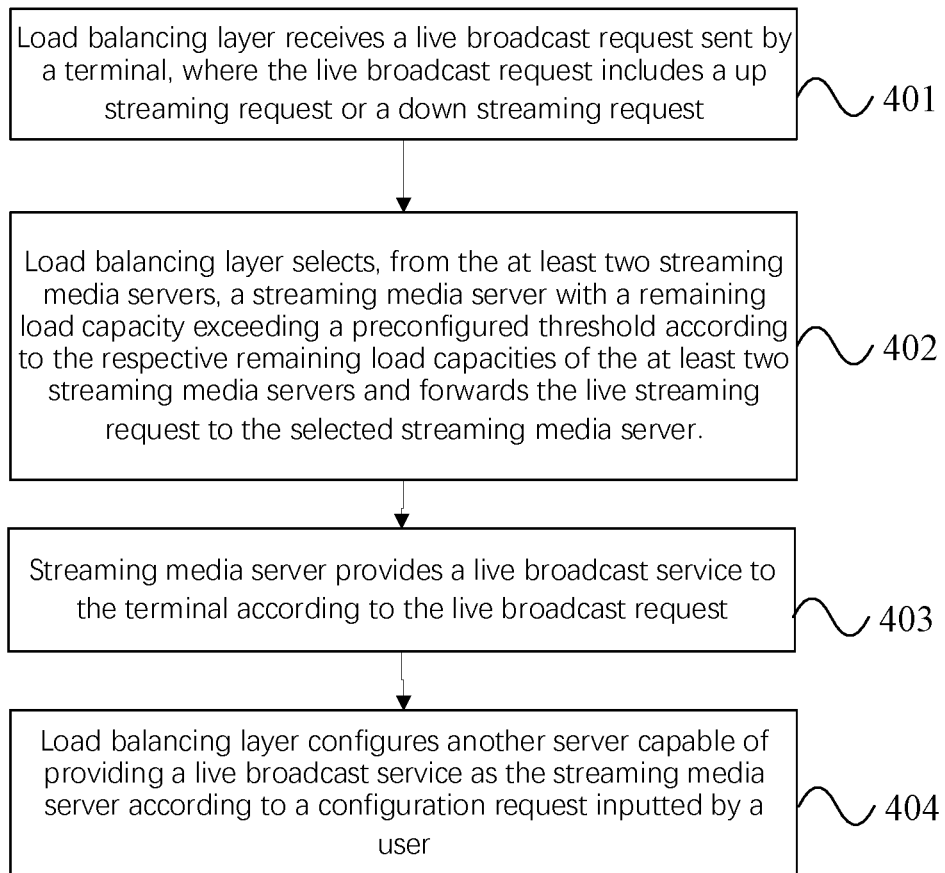 Load balancing layer receives a live broadcast request sent by
a terminal, where the live broadcast request includes a up
streaming request or a down streaming request
401
Load balancing layer selects, from the at least two streaming
media servers, a streaming media server with a remaining
load capacity exceeding a preconfigured threshold according
to the respective remaining load capacities of the at least two
streaming media servers and forwards the live streaming
request to the selected streaming media server.
402
Streaming media server provides a live broadcast service to
the terminal according to the live broadcast request
403
Load balancing layer configures another server capable of
providing a live broadcast service as the streaming media
server according to a configuration request inputted by a
user
404